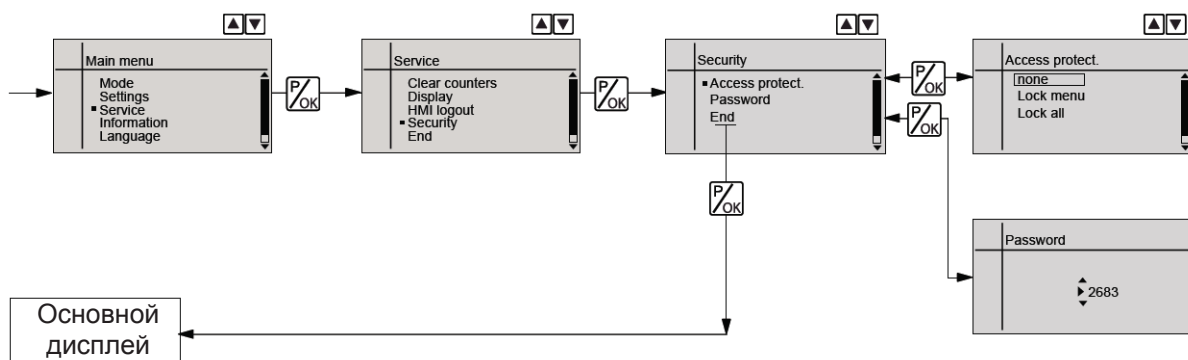 Main menu
Mode
Settings
Service
Information
Language
P/OK
Service
Clear counters
Display
HMI logout
Security
End
P/OK
Security
Access protect.
Password
End
P/OK
P/OK
Access protect.
none
Lock menu
Lock all
P/OK
Password
2683
Основной
дисплей